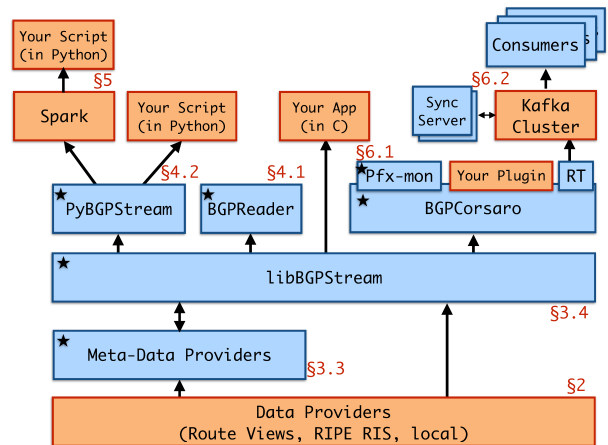 Your Script
(in Python)
§5
Spark
Your Script
(in Python)
Your App
(in C)
Consumers
§6.2
Sync
Server
Kafka
Cluster
§4.2
§4.1
§6.1
★ Pfx-mon
Your Plugin
RT
★ PyBGPStream
★ BGPReader
★ BGPCorsaro
★ libBGPStream
§3.4
★ Meta-Data Providers
§3.3
§2
Data Providers
(Route Views, RIPE RIS, local)